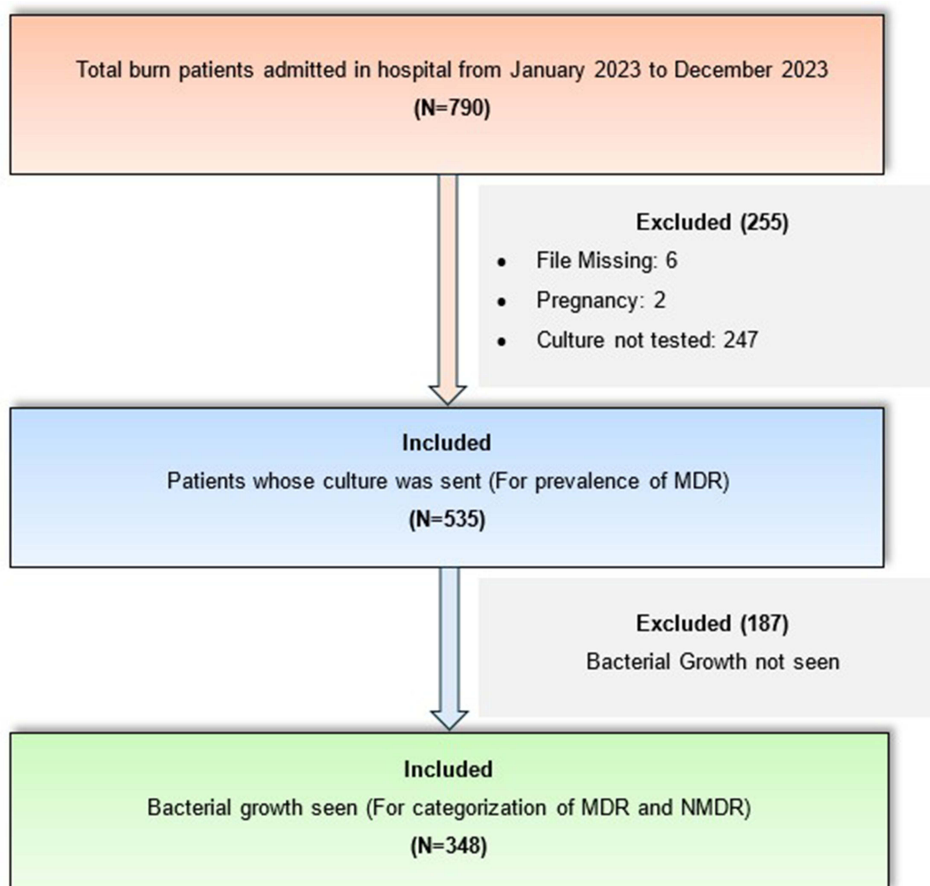 Total burn patients admitted in hospital from January 2023 to December 2023
(N=790)
Excluded (255)
• File Missing: 6
• Pregnancy: 2
• Culture not tested: 247
Included
Patients whose culture was sent (For prevalence of MDR)
(N=535)
Excluded (187)
Bacterial Growth not seen
Included
Bacterial growth seen (For categorization of MDR and NMDR)
(N=348)